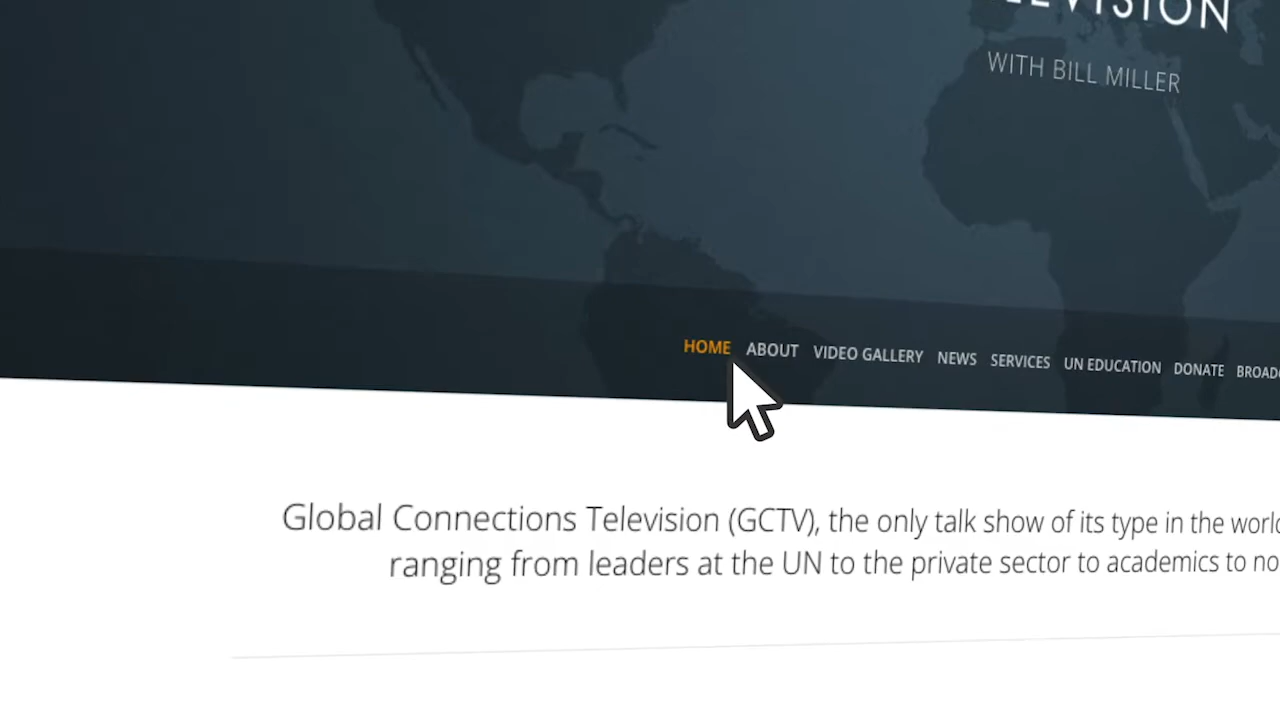 WITH BILL MILLER
HOME ABOUT VIDEO GALLERY NEWS SERVICES UN EDUCATION DONATE
Global Connections Television (GCTV), the only talk show of its type in the world
ranging from leaders at the UN to the private sector to academics to